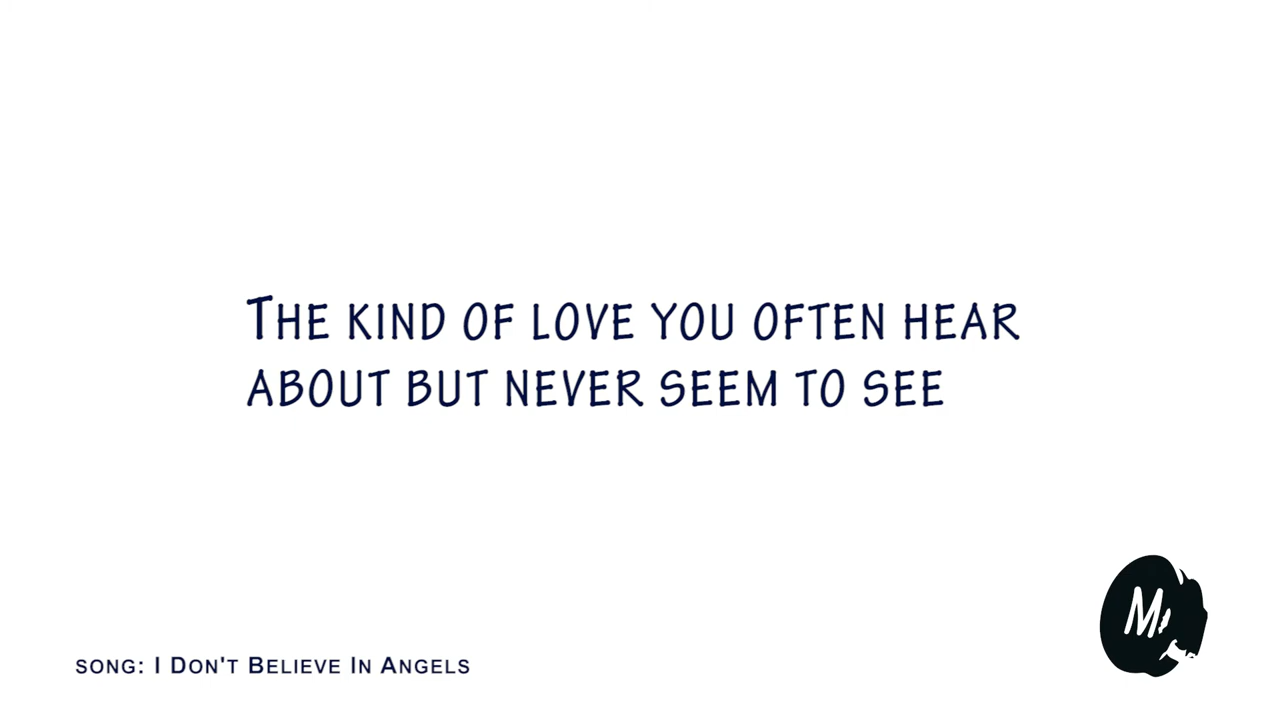 The kind of love you often hear
about but never seem to see
M
song: I Don't Believe In Angels